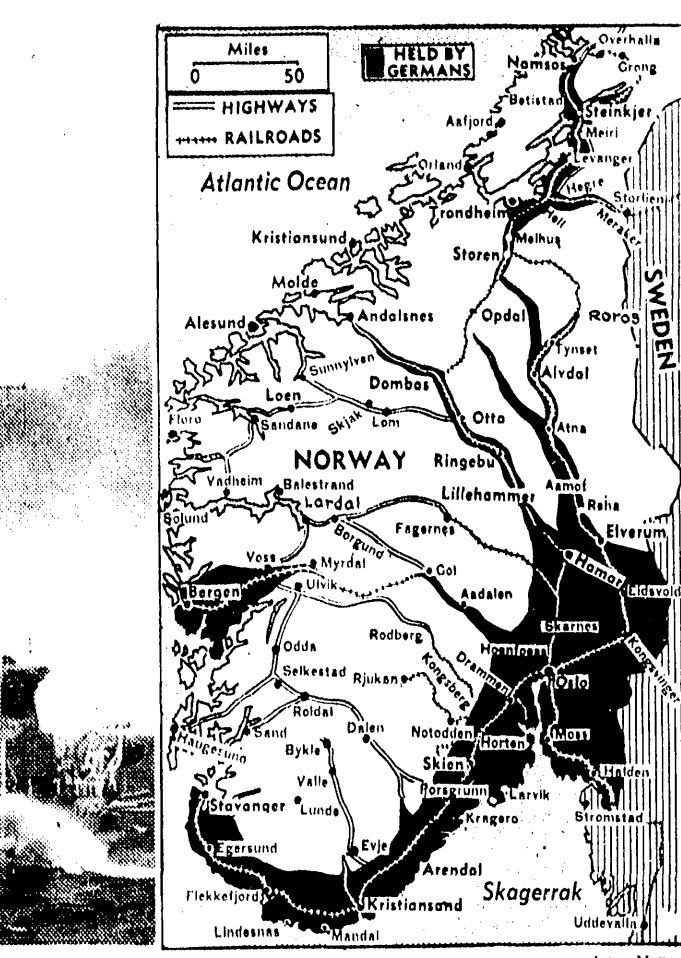 Miles
0 50
HIGHWAYS
RAILROADS
HELD BY
GERMANS
Overhalla
Namsos
Grong
Betistad
Steinkjer
Aafjord
Meiri
Levanger
Orland
Atlantic Ocean
Hegre
Storlien
Trondheim
Hell
Meraker
Melhus
Kristiansund
Storen
SWEDEN
Molde
Alesund
Andalsnes
Opdal
Roros
Tynset
Sunnylven
Dombas
Alvdal
Loen
Floro
Sandane
Skjak
Lom
Otta
Atna
NORWAY
Ringebu
Vadheim
Balestrand
Lillehammer
Aamot
Lardal
Rena
Solund
Borgund
Fagernes
Elverum
Voss
Myrdal
Gol
Hamar
Bergen
Ulvik
Aadalen
Eidsvold
Rodberg
Skarnes
Odda
Honefoss
Kongsvinger
Selkestad
Rjukan
Kongsberg
Drammen
Oslo
Roldal
Haugesund
Sand
Dalen
Notodden
Horten
Moss
Bykle
Skien
Valle
Halden
Stavanger
Lunde
Porsgrunn
Larvik
Kragero
Stromstad
Egersund
Evje
Arendal
Flekkefjord
Kristiansand
Skagerrak
Lindesnas
Mandal
Uddevalla